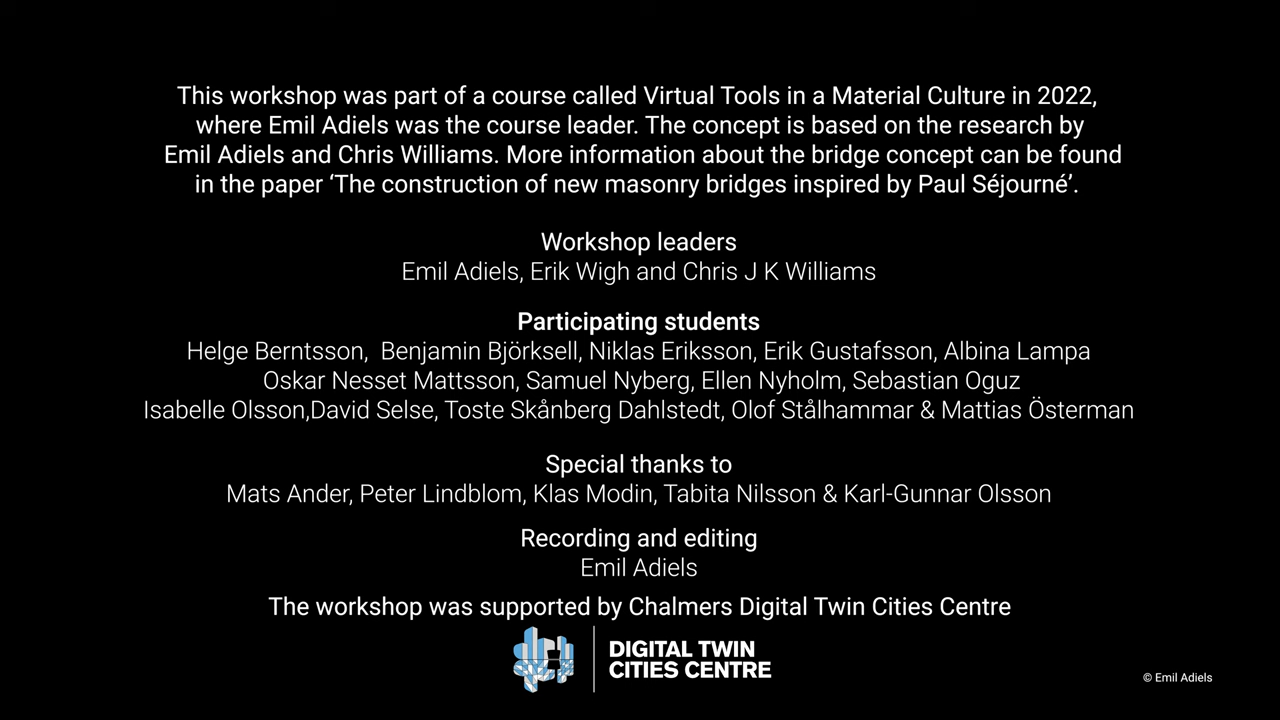 This workshop was part of a course called Virtual Tools in a Material Culture in 2022,
where Emil Adiels was the course leader. The concept is based on the research by
Emil Adiels and Chris Williams. More information about the bridge concept can be found
in the paper ‘The construction of new masonry bridges inspired by Paul Séjourné’.
Workshop leaders
Emil Adiels, Erik Wigh and Chris J K Williams
Participating students
Helge Berntsson,  Benjamin Björksell, Niklas Eriksson, Erik Gustafsson, Albina Lampa
Oskar Nesset Mattsson, Samuel Nyberg, Ellen Nyholm, Sebastian Oguz
Isabelle Olsson,David Selse, Toste Skånberg Dahlstedt, Olof Stålhammar & Mattias Österman
Special thanks to
Mats Ander, Peter Lindblom, Klas Modin, Tabita Nilsson & Karl-Gunnar Olsson
Recording and editing
Emil Adiels
The workshop was supported by Chalmers Digital Twin Cities Centre
DIGITAL TWIN
CITIES CENTRE
© Emil Adiels